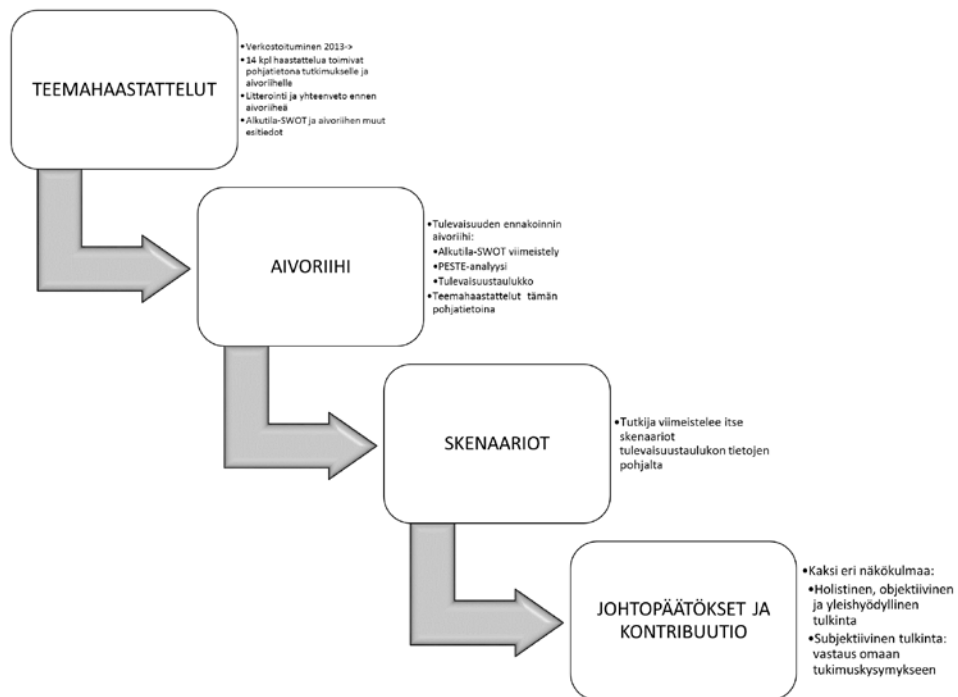 TEEMAHAASTATTELUT
•Verkostoituminen 2013->
•14 kpl haastattelua toimivat
pohjatietona tutkimukselle ja
aivoriihelle
•Litterointi ja yhteenveto ennen
aivoriiheä
•Alkutila-SWOT ja aivoriihen muut
esitiedot
AIVORIIHI
•Tulevaisuuden ennakoinnin
aivoriihi:
•Alkutila-SWOT viimeistely
•PESTE-analyysi
•Tulevaisuustaulukko
•Teemahaastattelut tämän
pohjatietoina
SKENAARIOT
•Tutkija viimeistelee itse
skenaariot
tulevaisuustaulukon tietojen
pohjalta
JOHTOPÄÄTÖKSET JA
KONTRIBUUTIO
•Kaksi eri näkökulmaa:
•Holistinen, objektiivinen
ja yleishyödyllinen
tulkinta
•Subjektiivinen tulkinta:
vastaus omaan
tukimuskysymykseen